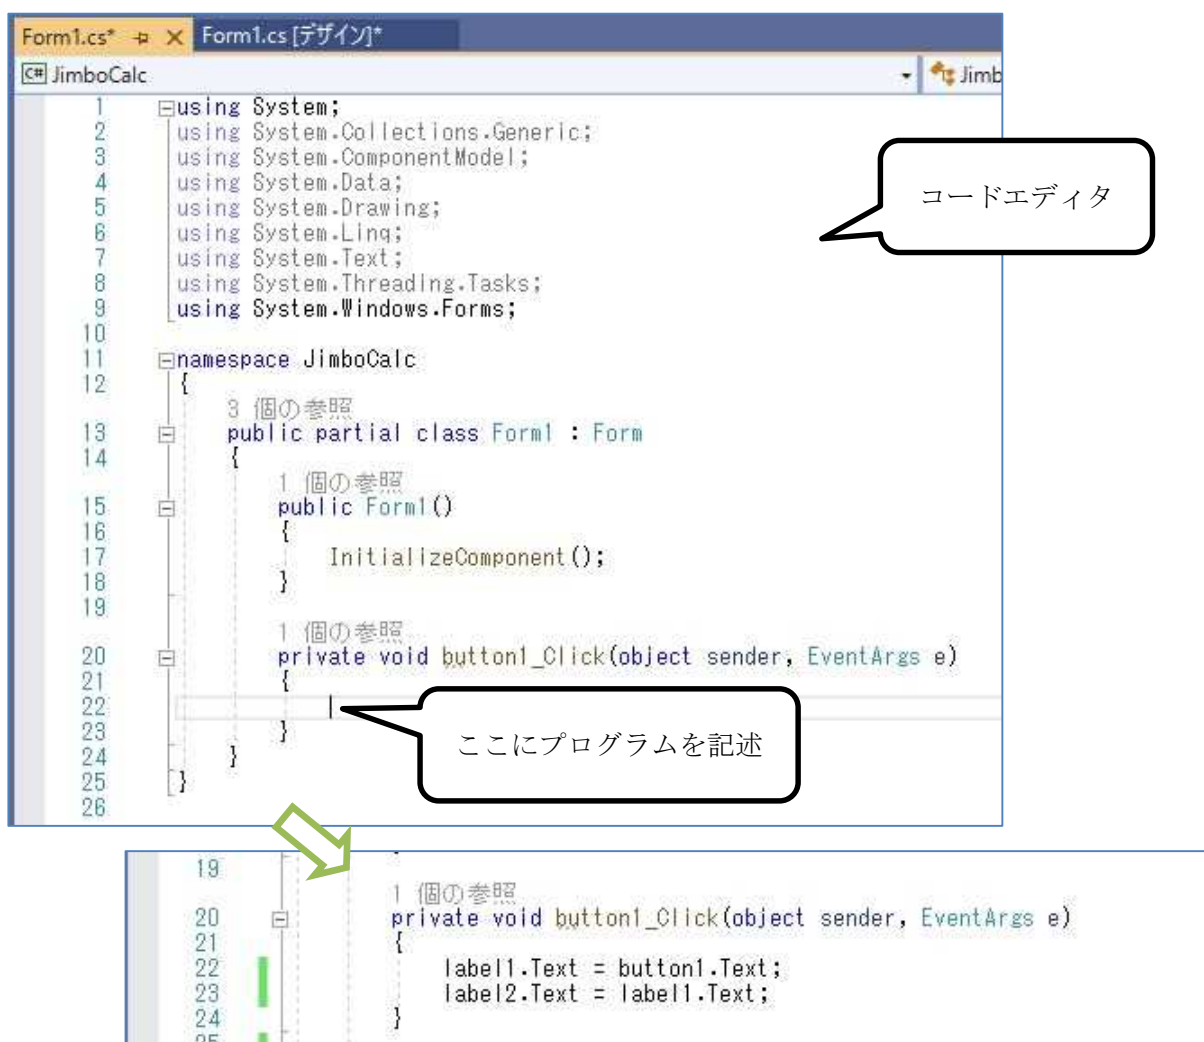 Form1.cs* Form1.cs [デザイン]*
C# JimboCalc Jimb
1 using System;
2 using System.Collections.Generic;
3 using System.ComponentModel;
4 using System.Data;
5 using System.Drawing;
6 using System.Linq;
7 using System.Text;
8 using System.Threading.Tasks;
9 using System.Windows.Forms;
コードエディタ
10
11 namespace JimboCalc
12 {
3 個の参照
13 public partial class Form1 : Form
14 {
1 個の参照
15 public Form1()
16 {
17 InitializeComponent();
18 }
19
1 個の参照
20 private void button1_Click(object sender, EventArgs e)
21 {
22
ここにプログラムを記述
23 }
24 }
25 }
26
19
1 個の参照
20 private void button1_Click(object sender, EventArgs e)
21 {
22 label1.Text = button1.Text;
23 label2.Text = label1.Text;
24 }
25